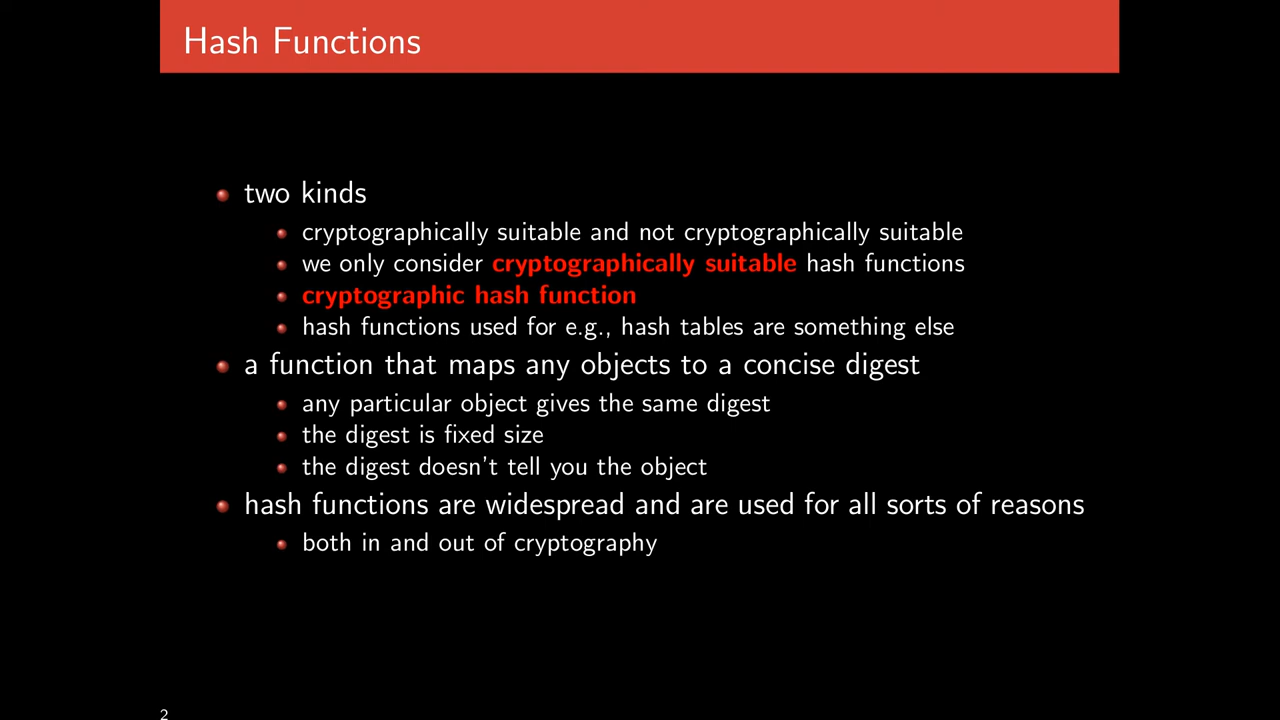 Hash Functions
two kinds
cryptographically suitable and not cryptographically suitable
we only consider cryptographically suitable hash functions
cryptographic hash function
hash functions used for e.g., hash tables are something else
a function that maps any objects to a concise digest
any particular object gives the same digest
the digest is fixed size
the digest doesn't tell you the object
hash functions are widespread and are used for all sorts of reasons
both in and out of cryptography
2